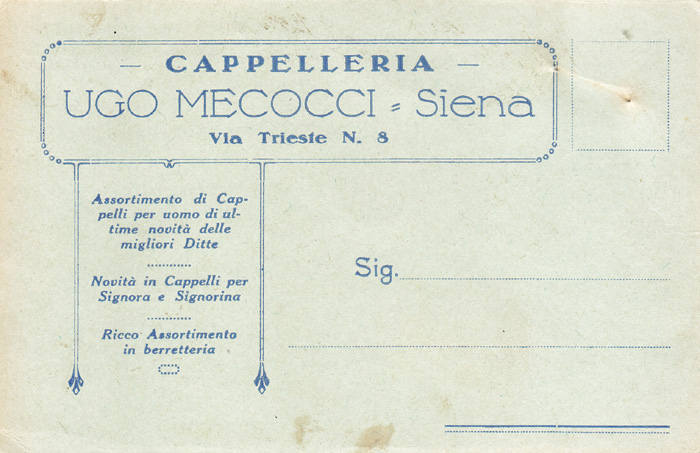 — CAPPELLERIA —
UGO MECOCCI = Siena
Via Trieste N. 8
Assortimento di Cap-
pelli per uomo di ul-
time novità delle
migliori Ditte
Novità in Cappelli per
Signora e Signorina
Ricco Assortimento
in berretteria
Sig.